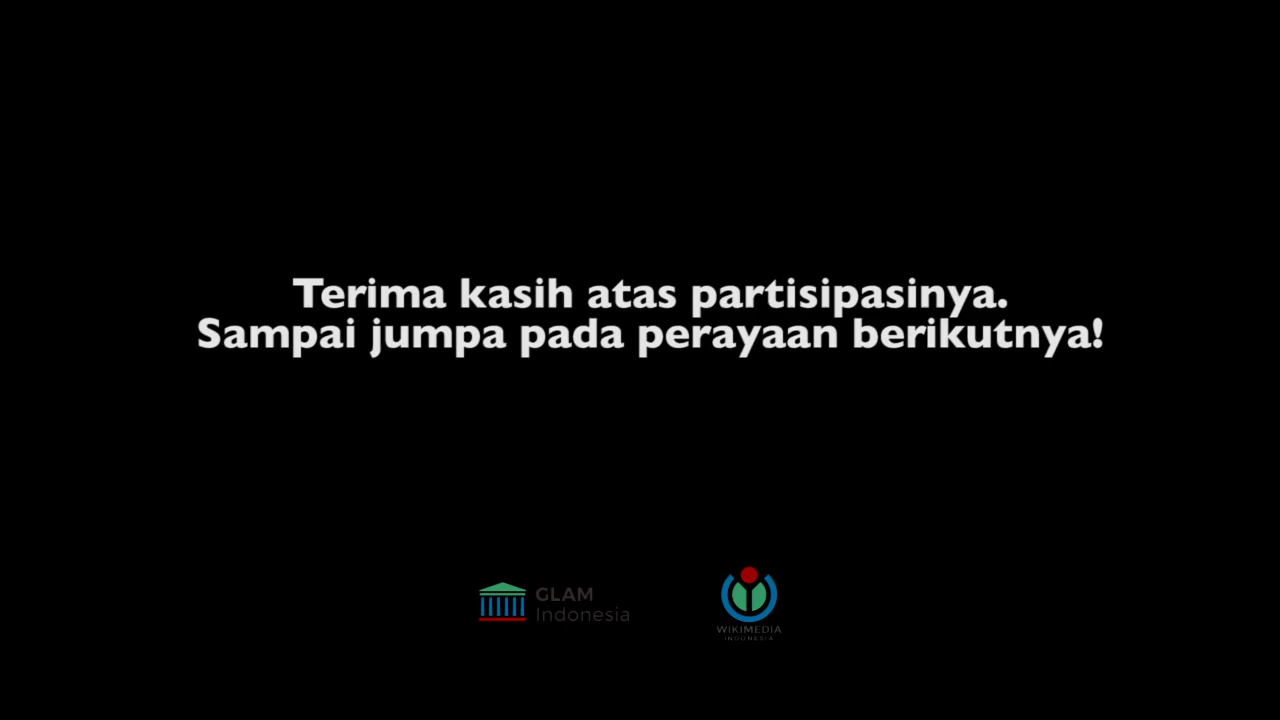 Terima kasih atas partisipasinya.
Sampai jumpa pada perayaan berikutnya!
GLAM
Indonesia
WIKIMEDIA
INDONESIA